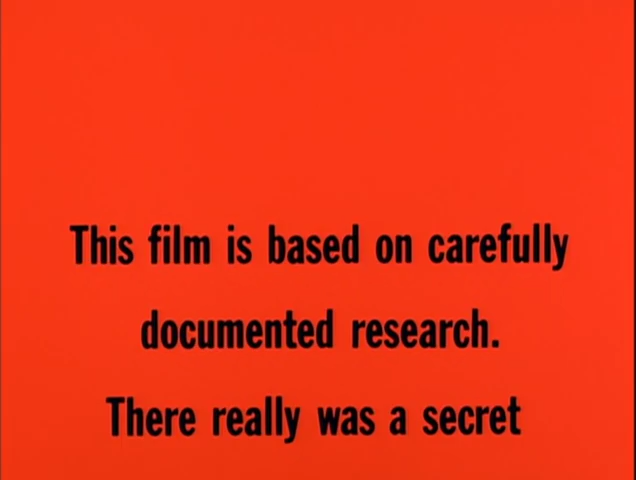 This film is based on carefully
documented research.
There really was a secret